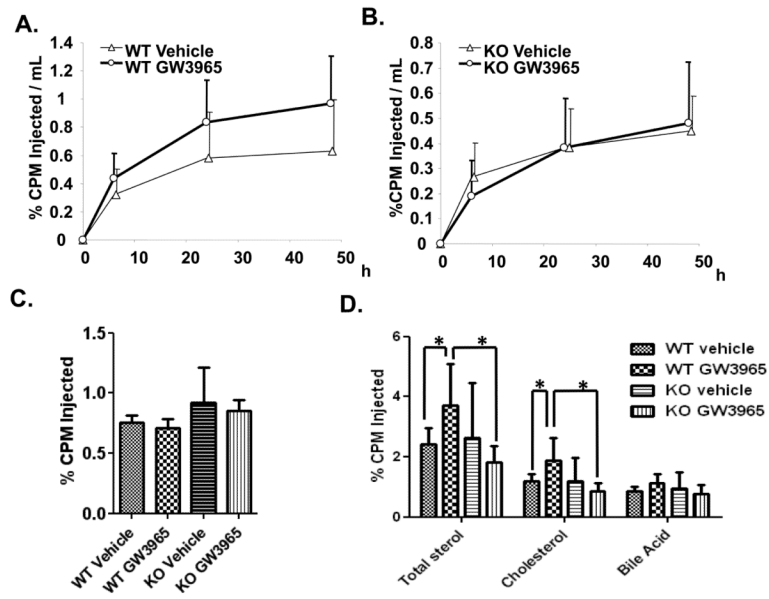 A.
% CPM Injected / mL
1.4
1.2
1
0.8
0.6
0.4
0.2
0
WT Vehicle
WT GW3965
0 10 20 30 40 50
h
B.
%CPM Injected / mL
0.8
0.7
0.6
0.5
0.4
0.3
0.2
0.1
0
KO Vehicle
KO GW3965
0 10 20 30 40 50
h
C.
% CPM Injected
1.5
1.0
0.5
0.0
WT Vehicle
WT GW3965
KO Vehicle
KO GW3965
D.
% CPM Injected
6
4
2
0
* *
* *
WT vehicle
WT GW3965
KO vehicle
KO GW3965
Total sterol
Cholesterol
Bile Acid